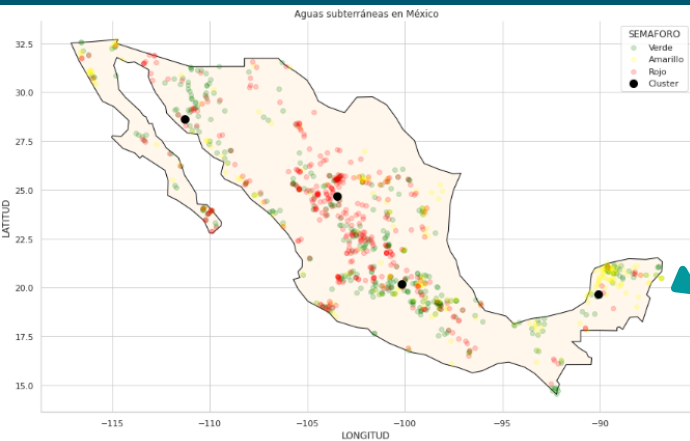 Aguas subterráneas en México
SEMAFORO
Verde
Amarillo
Rojo
Cluster
LATITUD
32.5
30.0
27.5
25.0
22.5
20.0
17.5
15.0
−115
−110
−105
−100
−95
−90
LONGITUD